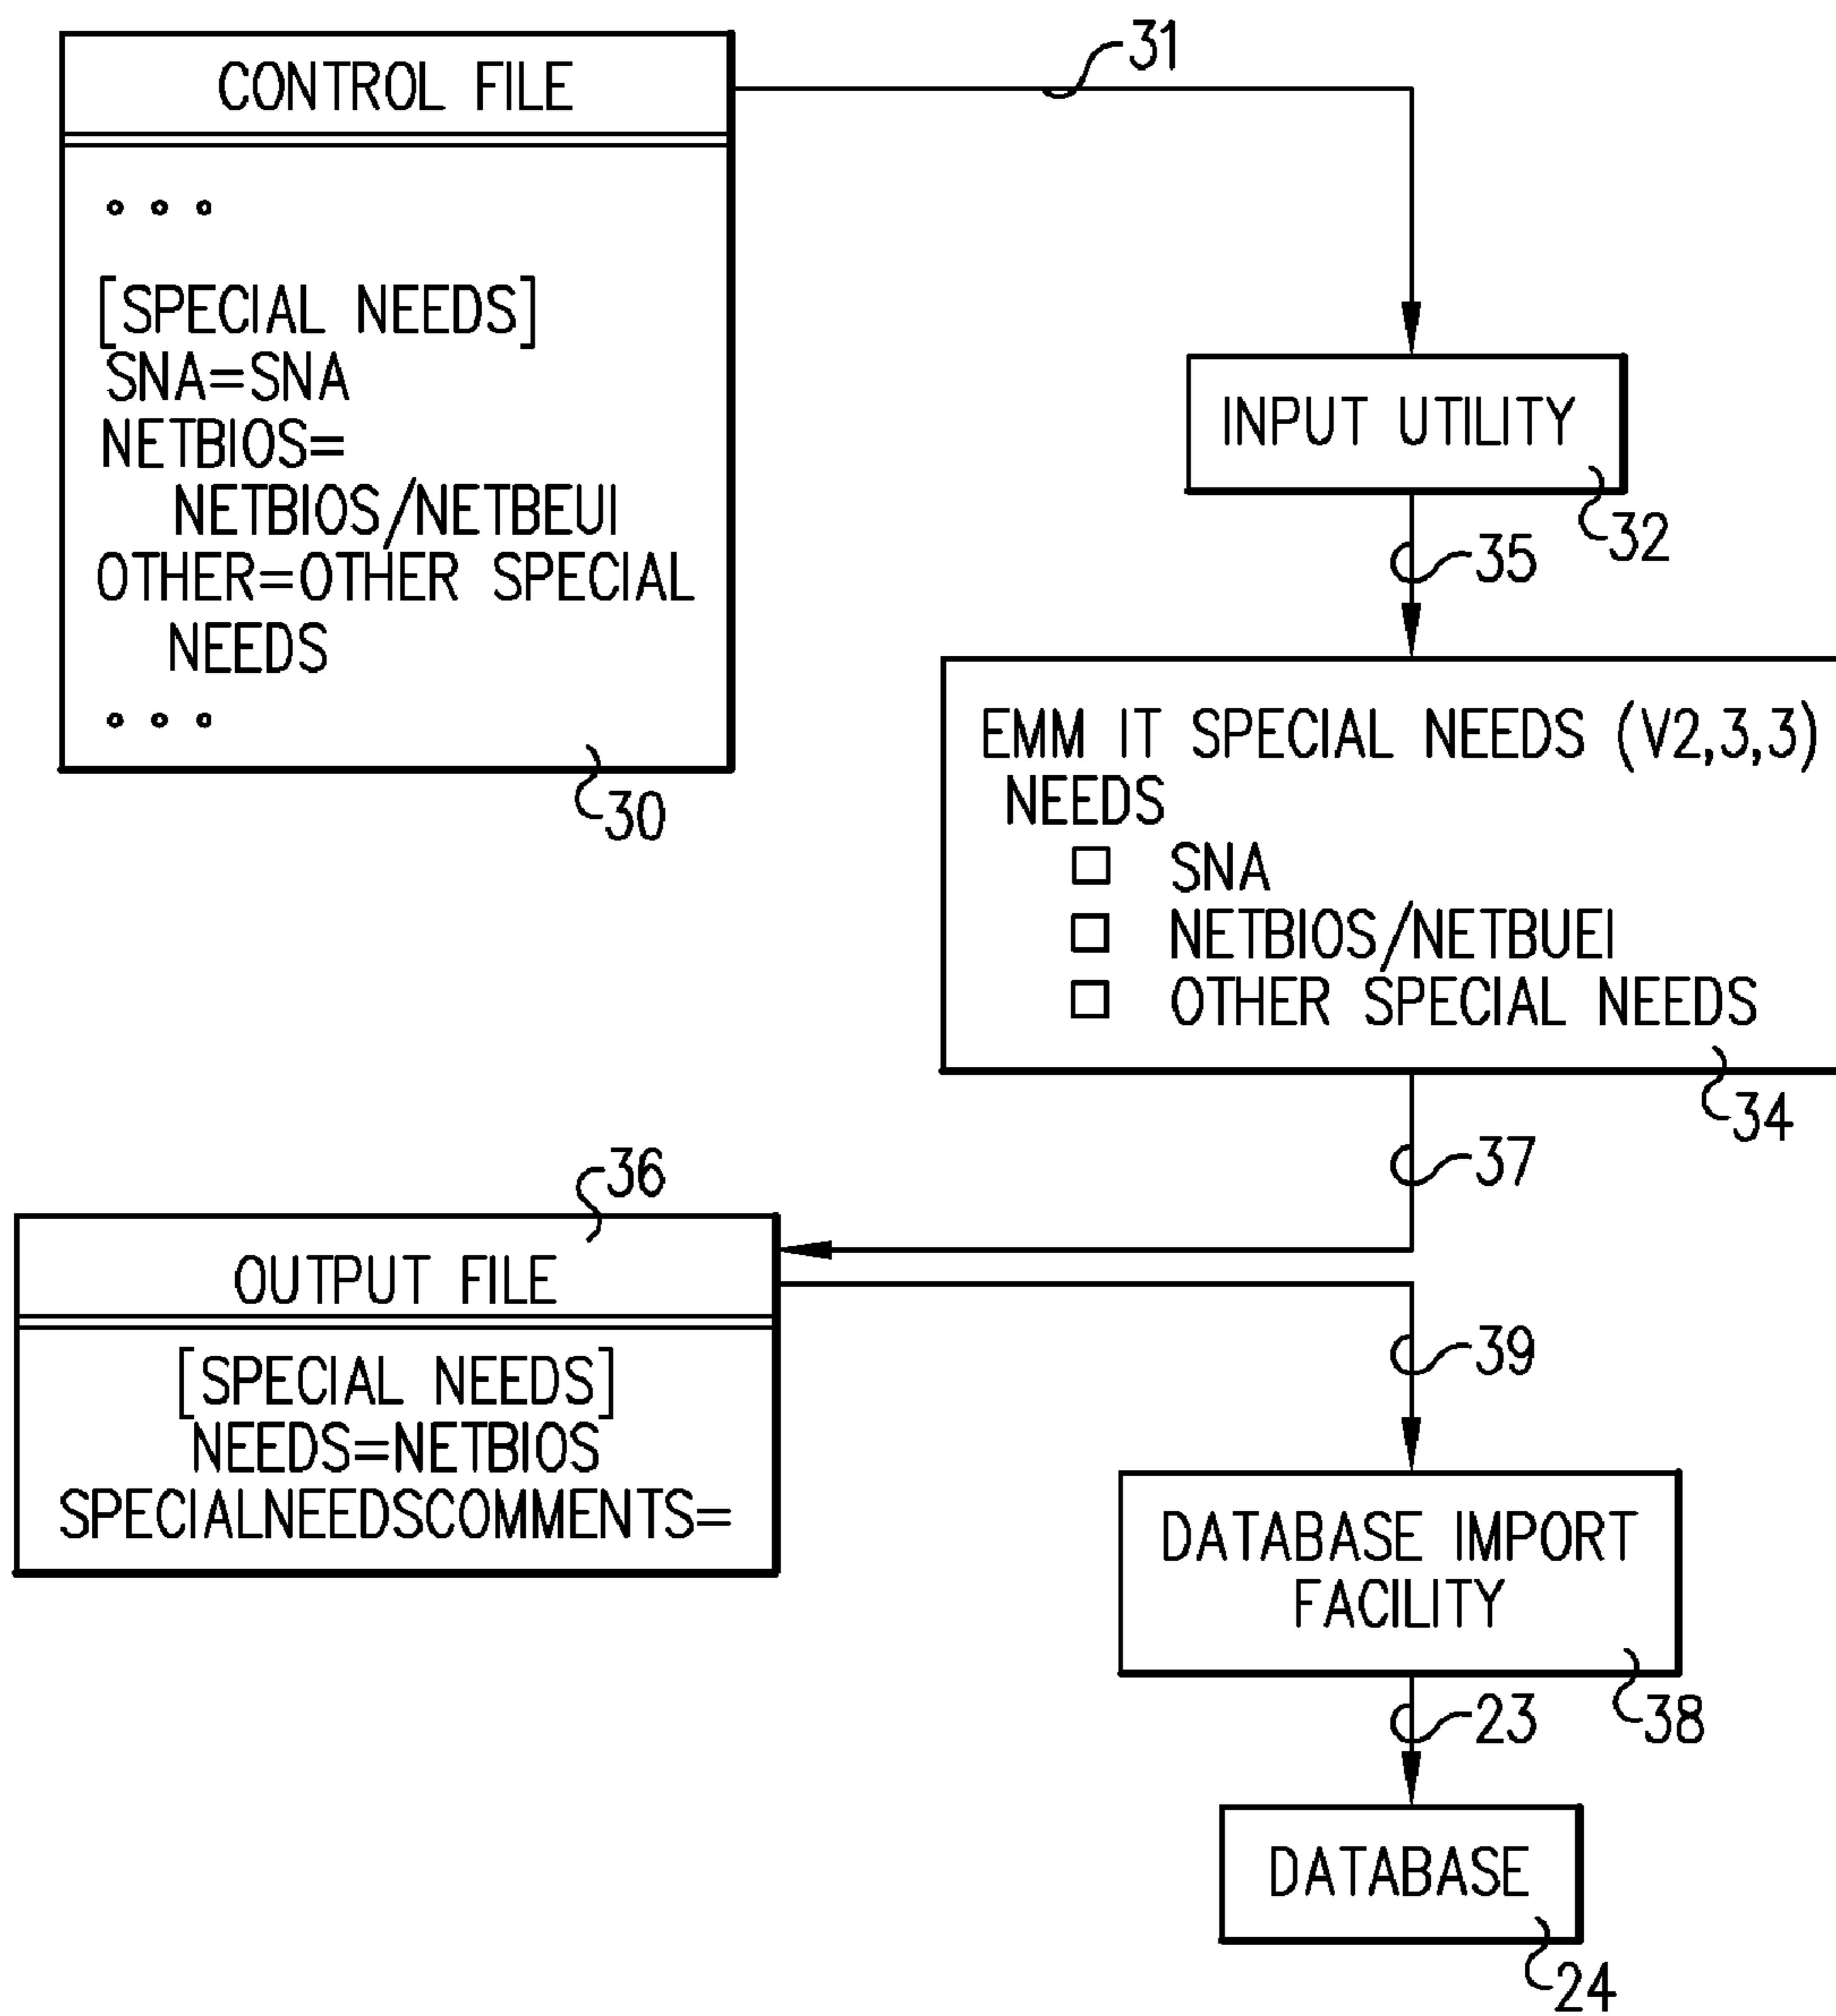 CONTROL FILE
[SPECIAL NEEDS]
SNA=SNA
NETBIOS=
NETBIOS/NETBEUI
OTHER=OTHER SPECIAL
NEEDS
30
31
INPUT UTILITY
32
35
EMM IT SPECIAL NEEDS (V2,3,3)
NEEDS
SNA
NETBIOS/NETBUEI
OTHER SPECIAL NEEDS
34
37
36
OUTPUT FILE
[SPECIAL NEEDS]
NEEDS=NETBIOS
SPECIALNEEDSCOMMENTS=
39
DATABASE IMPORT
FACILITY
38
23
DATABASE
24